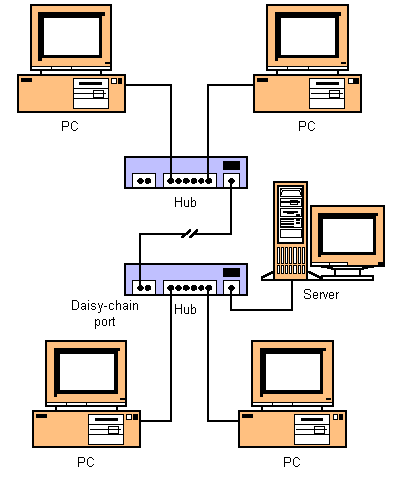 PC
PC
Hub
Daisy-chain
port
Hub
Server
PC
PC